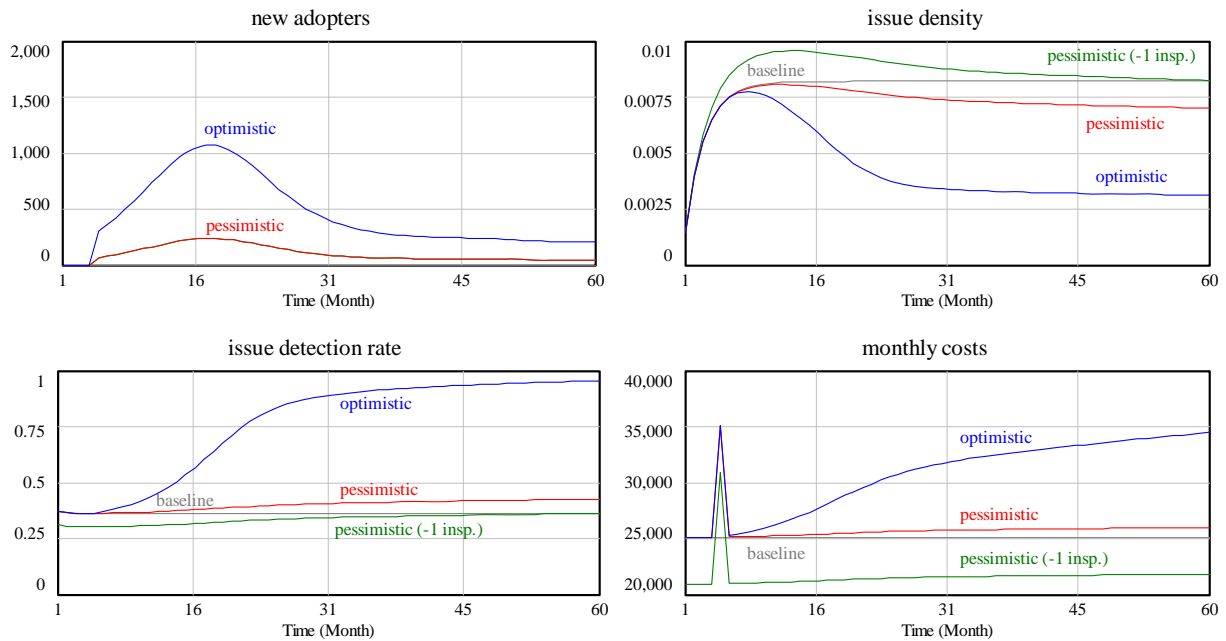 new adopters
2,000
1,500
1,000
500
0
optimistic
pessimistic
1 16 31 45 60
Time (Month)
issue density
0.01
0.0075
0.005
0.0025
0
pessimistic (-1 insp.)
baseline
pessimistic
optimistic
1 16 31 45 60
Time (Month)
issue detection rate
1
0.75
0.5
0.25
0
optimistic
pessimistic
baseline
pessimistic (-1 insp.)
1 16 31 45 60
Time (Month)
monthly costs
40,000
35,000
30,000
25,000
20,000
optimistic
pessimistic
baseline
pessimistic (-1 insp.)
1 16 31 45 60
Time (Month)